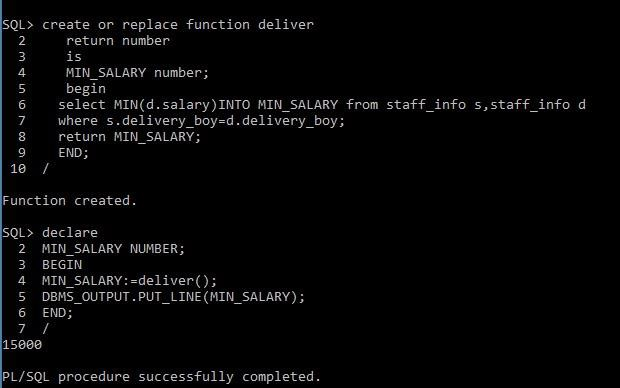 SQL> create or replace function deliver
2 return number
3 is
4 MIN_SALARY number;
5 begin
6 select MIN(d.salary)INTO MIN_SALARY from staff_info s,staff_info d
7 where s.delivery_boy=d.delivery_boy;
8 return MIN_SALARY;
9 END;
10 /
Function created.
SQL> declare
2 MIN_SALARY NUMBER;
3 BEGIN
4 MIN_SALARY:=deliver();
5 DBMS_OUTPUT.PUT_LINE(MIN_SALARY);
6 END;
7 /
15000
PL/SQL procedure successfully completed.